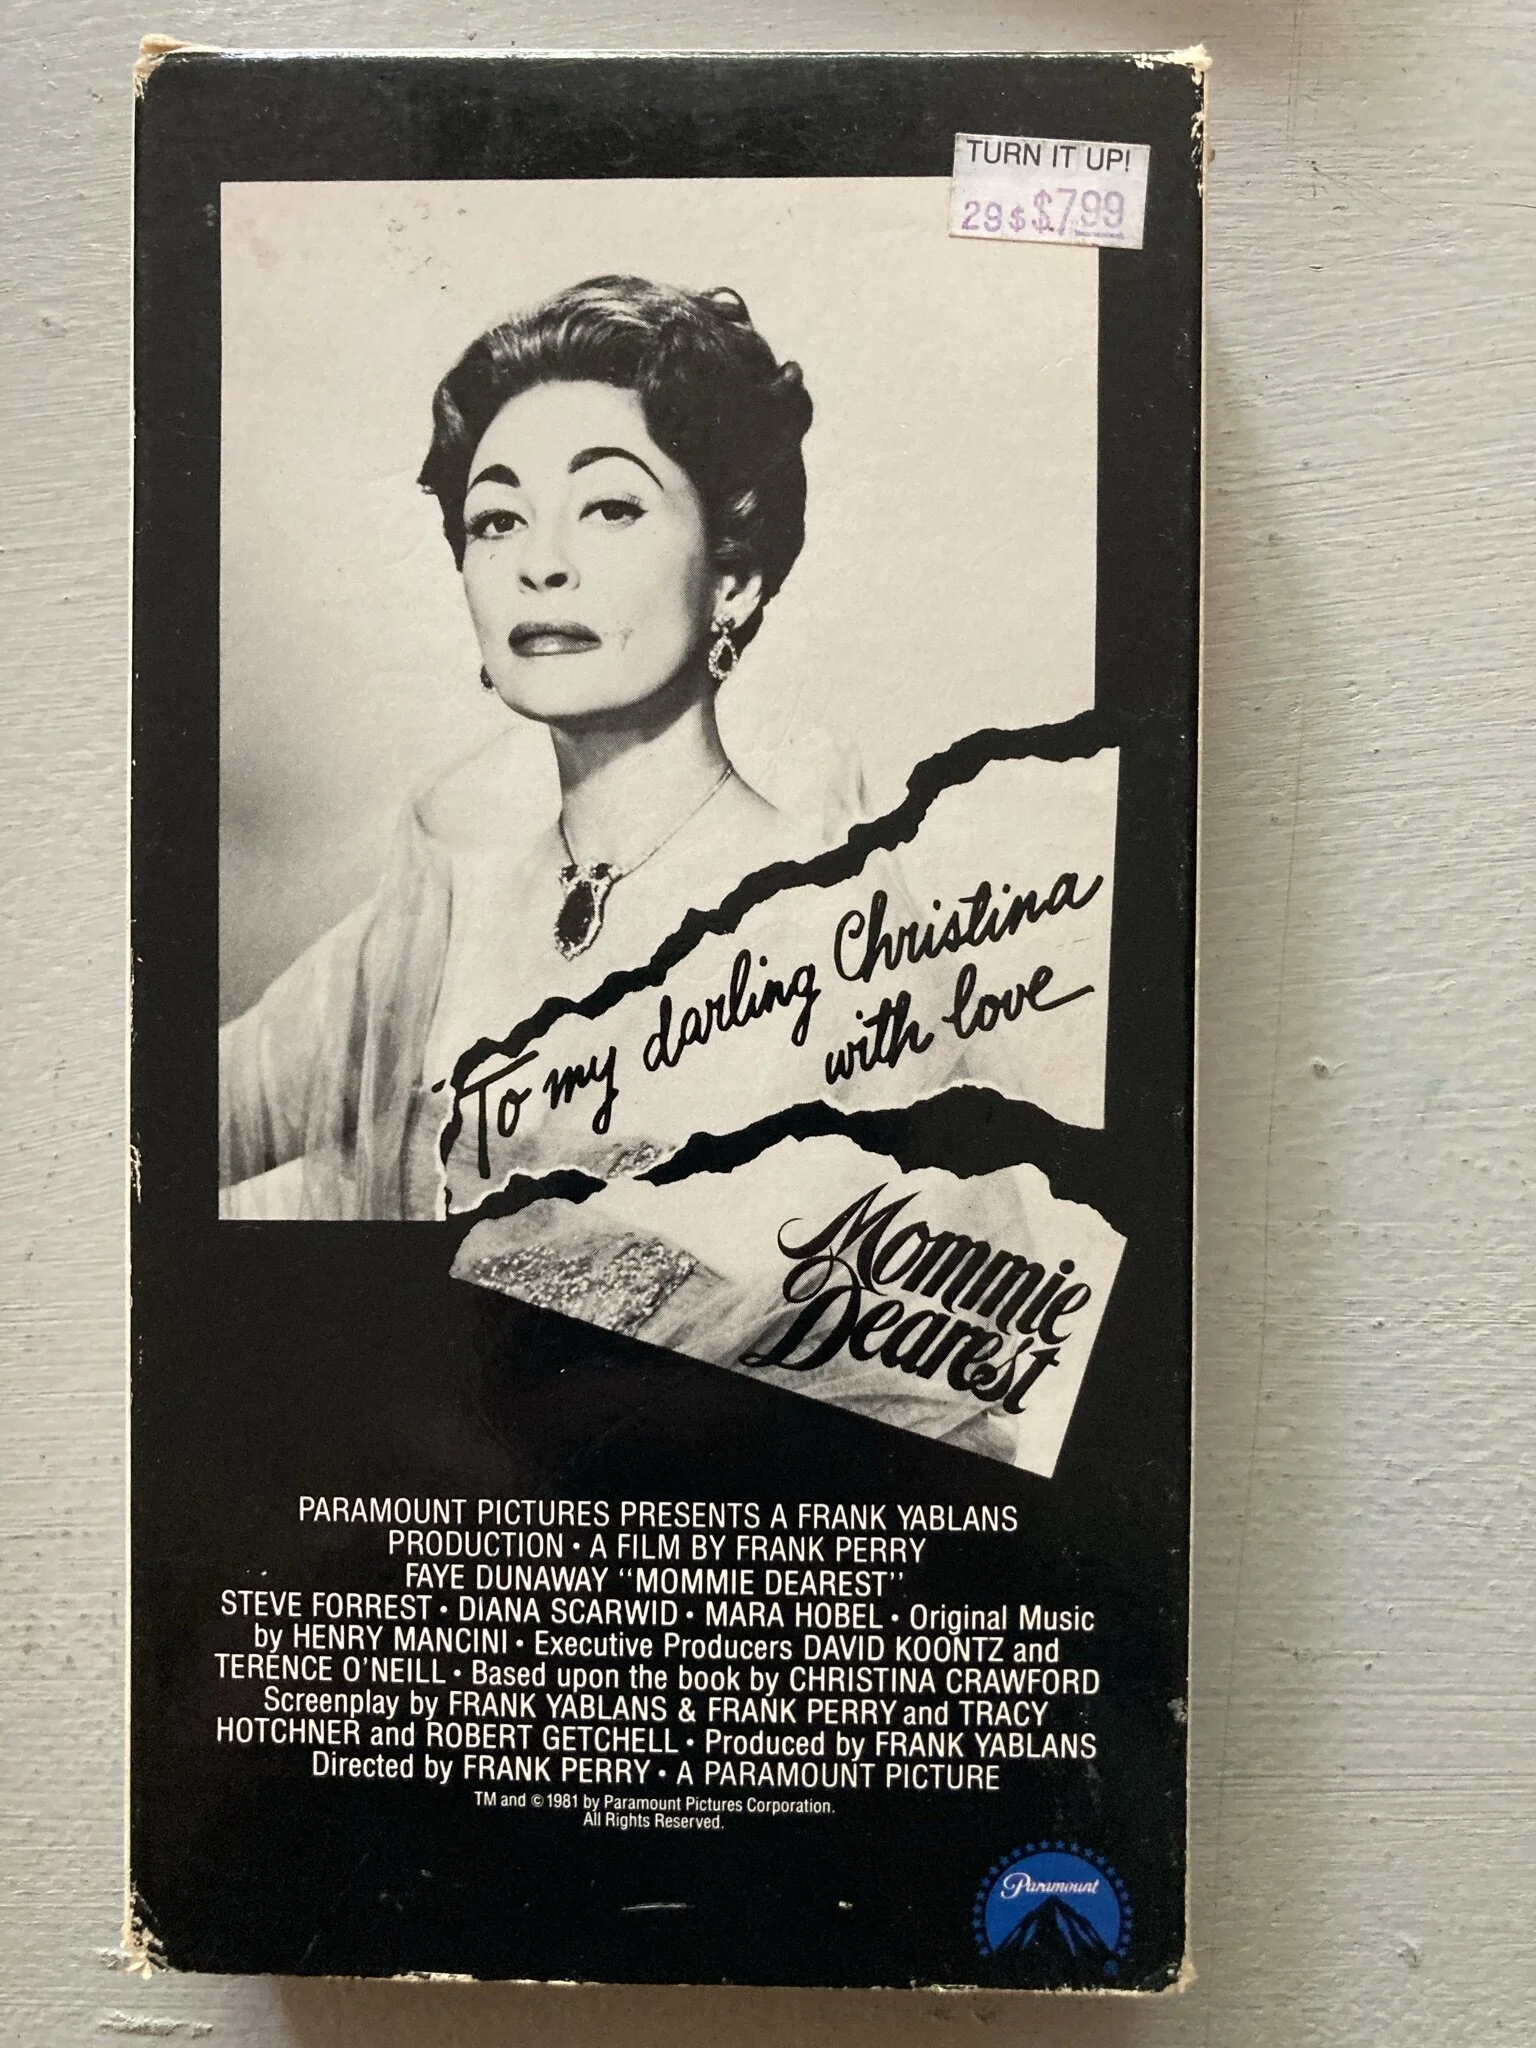 TURN IT UP!
29$ $7.99
To my darling Christina
with love
Mommie
Dearest
PARAMOUNT PICTURES PRESENTS A FRANK YABLANS
PRODUCTION • A FILM BY FRANK PERRY
FAYE DUNAWAY "MOMMIE DEAREST"
STEVE FORREST • DIANA SCARWID • MARA HOBEL • Original Music
by HENRY MANCINI • Executive Producers DAVID KOONTZ and
TERENCE O'NEILL • Based upon the book by CHRISTINA CRAWFORD
Screenplay by FRANK YABLANS & FRANK PERRY and TRACY
HOTCHNER and ROBERT GETCHELL • Produced by FRANK YABLANS
Directed by FRANK PERRY • A PARAMOUNT PICTURE
TM and © 1981 by Paramount Pictures Corporation.
All Rights Reserved.
Paramount
®